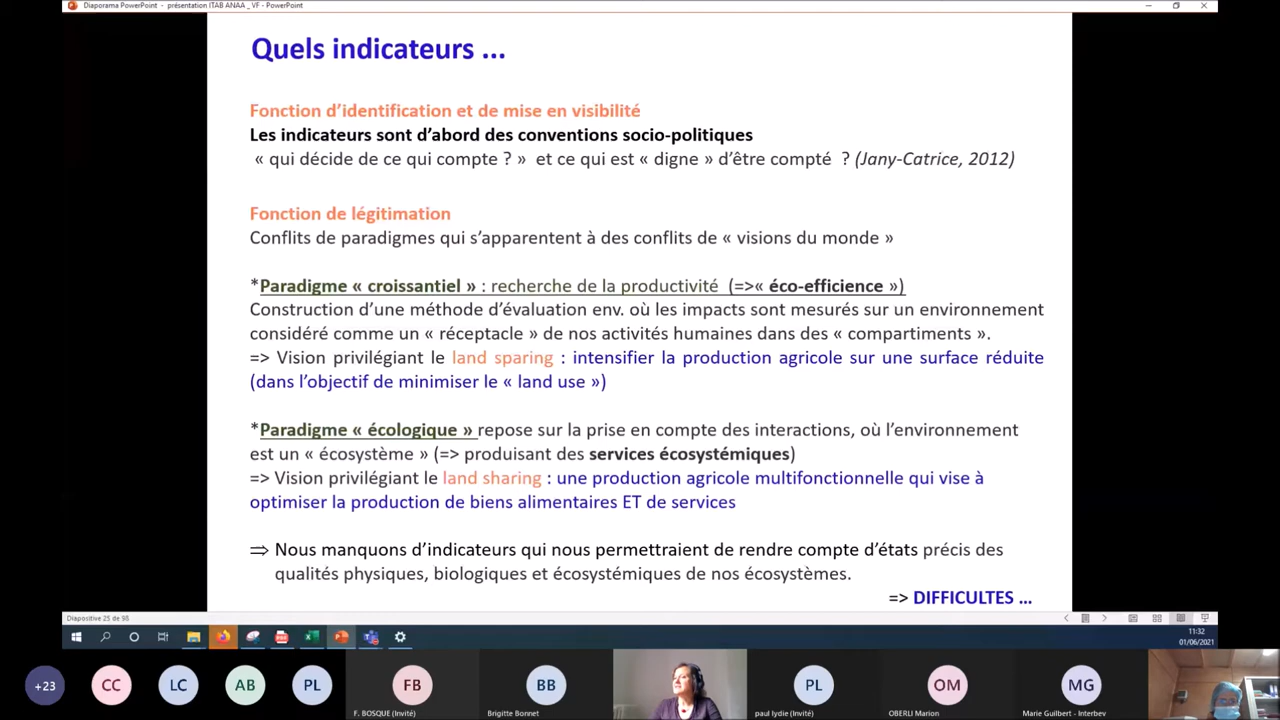 Diaporama PowerPoint - présentation ITAB ANAA _ VF - PowerPoint
Quels indicateurs ...
Fonction d’identification et de mise en visibilité
Les indicateurs sont d’abord des conventions socio-politiques
« qui décide de ce qui compte ? » et ce qui est « digne » d’être compté ? (Jany-Catrice, 2012)
Fonction de légitimation
Conflits de paradigmes qui s’apparentent à des conflits de « visions du monde »
*Paradigme « croissantiel » : recherche de la productivité (=>« éco-efficience »)
Construction d’une méthode d’évaluation env. où les impacts sont mesurés sur un environnement
considéré comme un « réceptacle » de nos activités humaines dans des « compartiments ».
=> Vision privilégiant le land sparing : intensifier la production agricole sur une surface réduite
(dans l’objectif de minimiser le « land use »)
*Paradigme « écologique » repose sur la prise en compte des interactions, où l’environnement
est un « écosystème » (=> produisant des services écosystémiques)
=> Vision privilégiant le land sharing : une production agricole multifonctionnelle qui vise à
optimiser la production de biens alimentaires ET de services
⇒ Nous manquons d’indicateurs qui nous permettraient de rendre compte d’états précis des
qualités physiques, biologiques et écosystémiques de nos écosystèmes.
=> DIFFICULTES ...
11:32
01/06/2021
+23
CC
LC
AB
PL
FB
BB
PL
OM
MG
F. BOSQUE (Invité)
Brigitte Bonnet
paul lydie (Invité)
OBERLI Marion
Marie Guilbert - Interbev